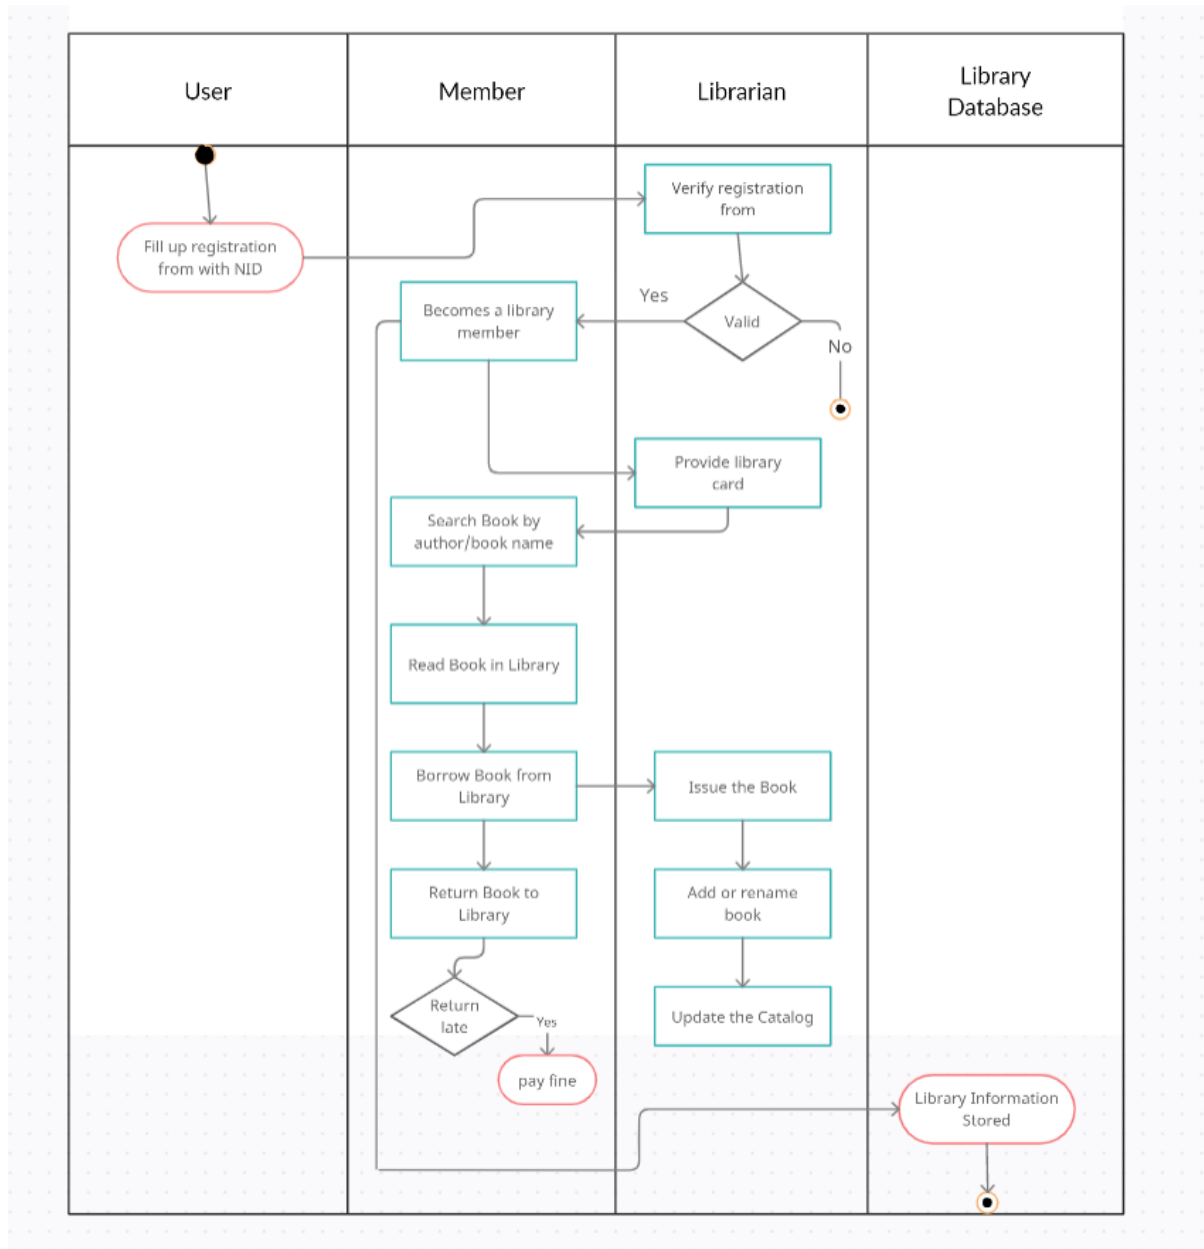 User
Member
Librarian
Library
Database
Verify registration
from
Fill up registration
from with NID
Becomes a library
member
Yes
Valid
No
Provide library
card
Search Book by
author/book name
Read Book in Library
Borrow Book from
Library
Issue the Book
Return Book to
Library
Add or rename
book
Return
late
Yes
Update the Catalog
pay fine
Library Information
Stored